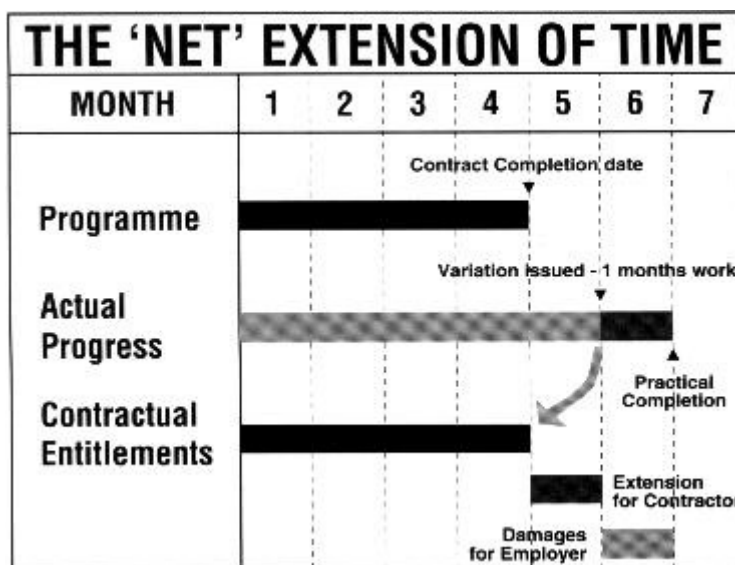 THE ‘NET’ EXTENSION OF TIME
MONTH 1 2 3 4 5 6 7
Contract Completion date
Programme
Variation issued - 1 months work
Actual
Progress
Practical
Completion
Contractual
Entitlements
Extension
for Contractor
Damages
for Employer